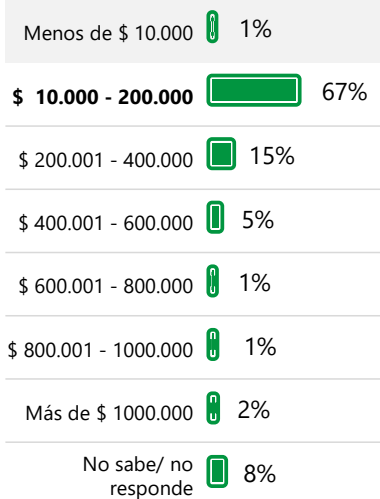 Menos de $ 10.000 1%
$ 10.000 - 200.000 67%
$ 200.001 - 400.000 15%
$ 400.001 - 600.000 5%
$ 600.001 - 800.000 1%
$ 800.001 - 1000.000 1%
Más de $ 1000.000 2%
No sabe/ no
responde 8%